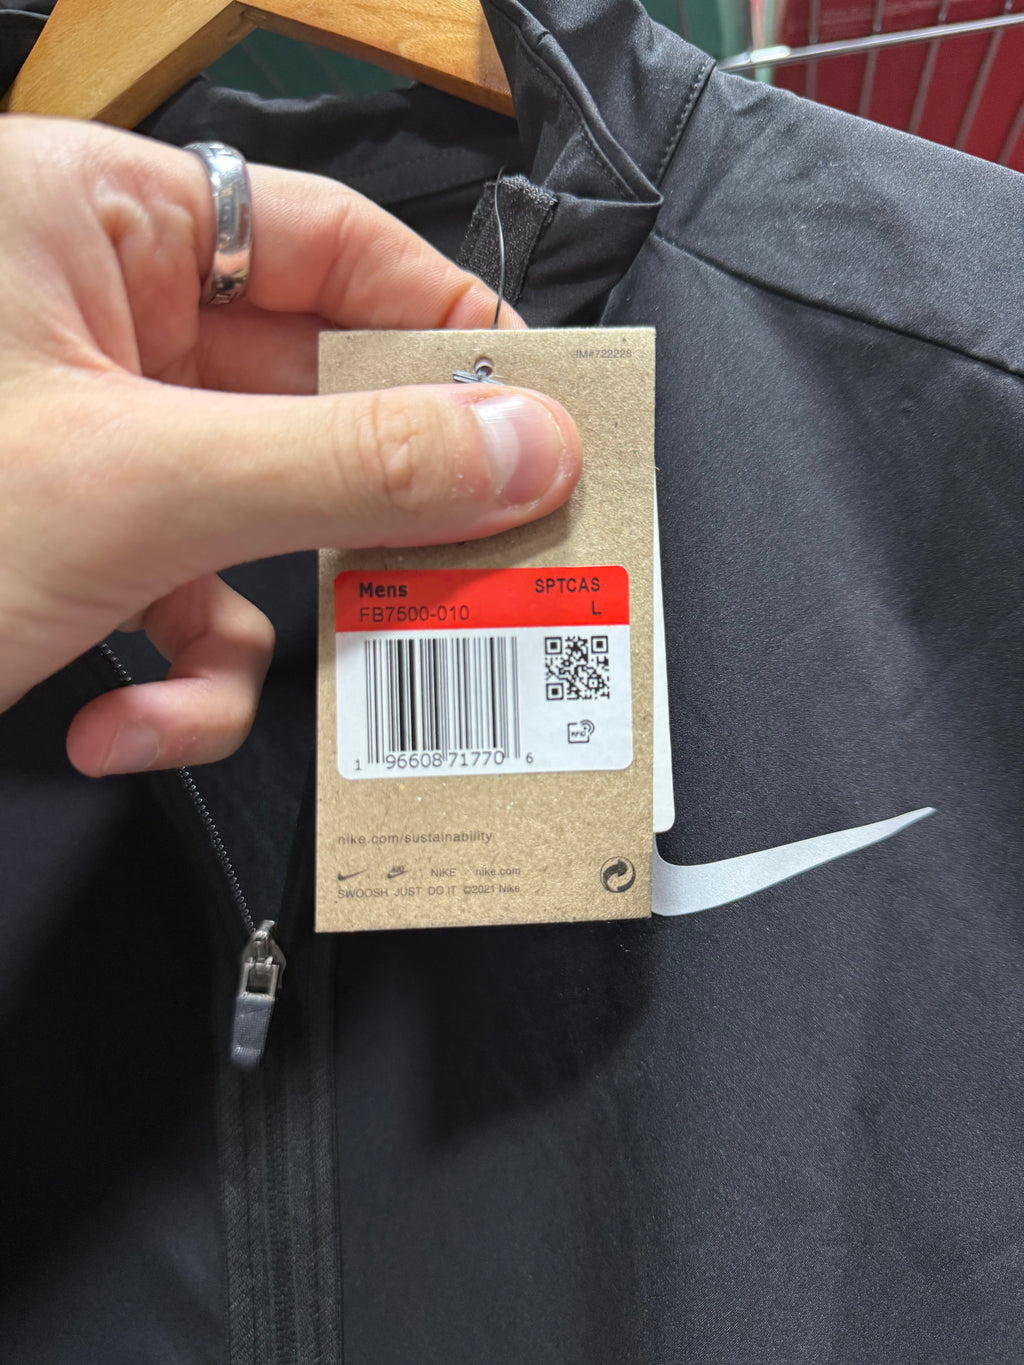 IM#722228
Mens SPTCAS
FB7500-010 L
1 96608 71770 6
RFID
nike.com/sustainability
NIKE nike.com
SWOOSH JUST DO IT ©2021 Nike